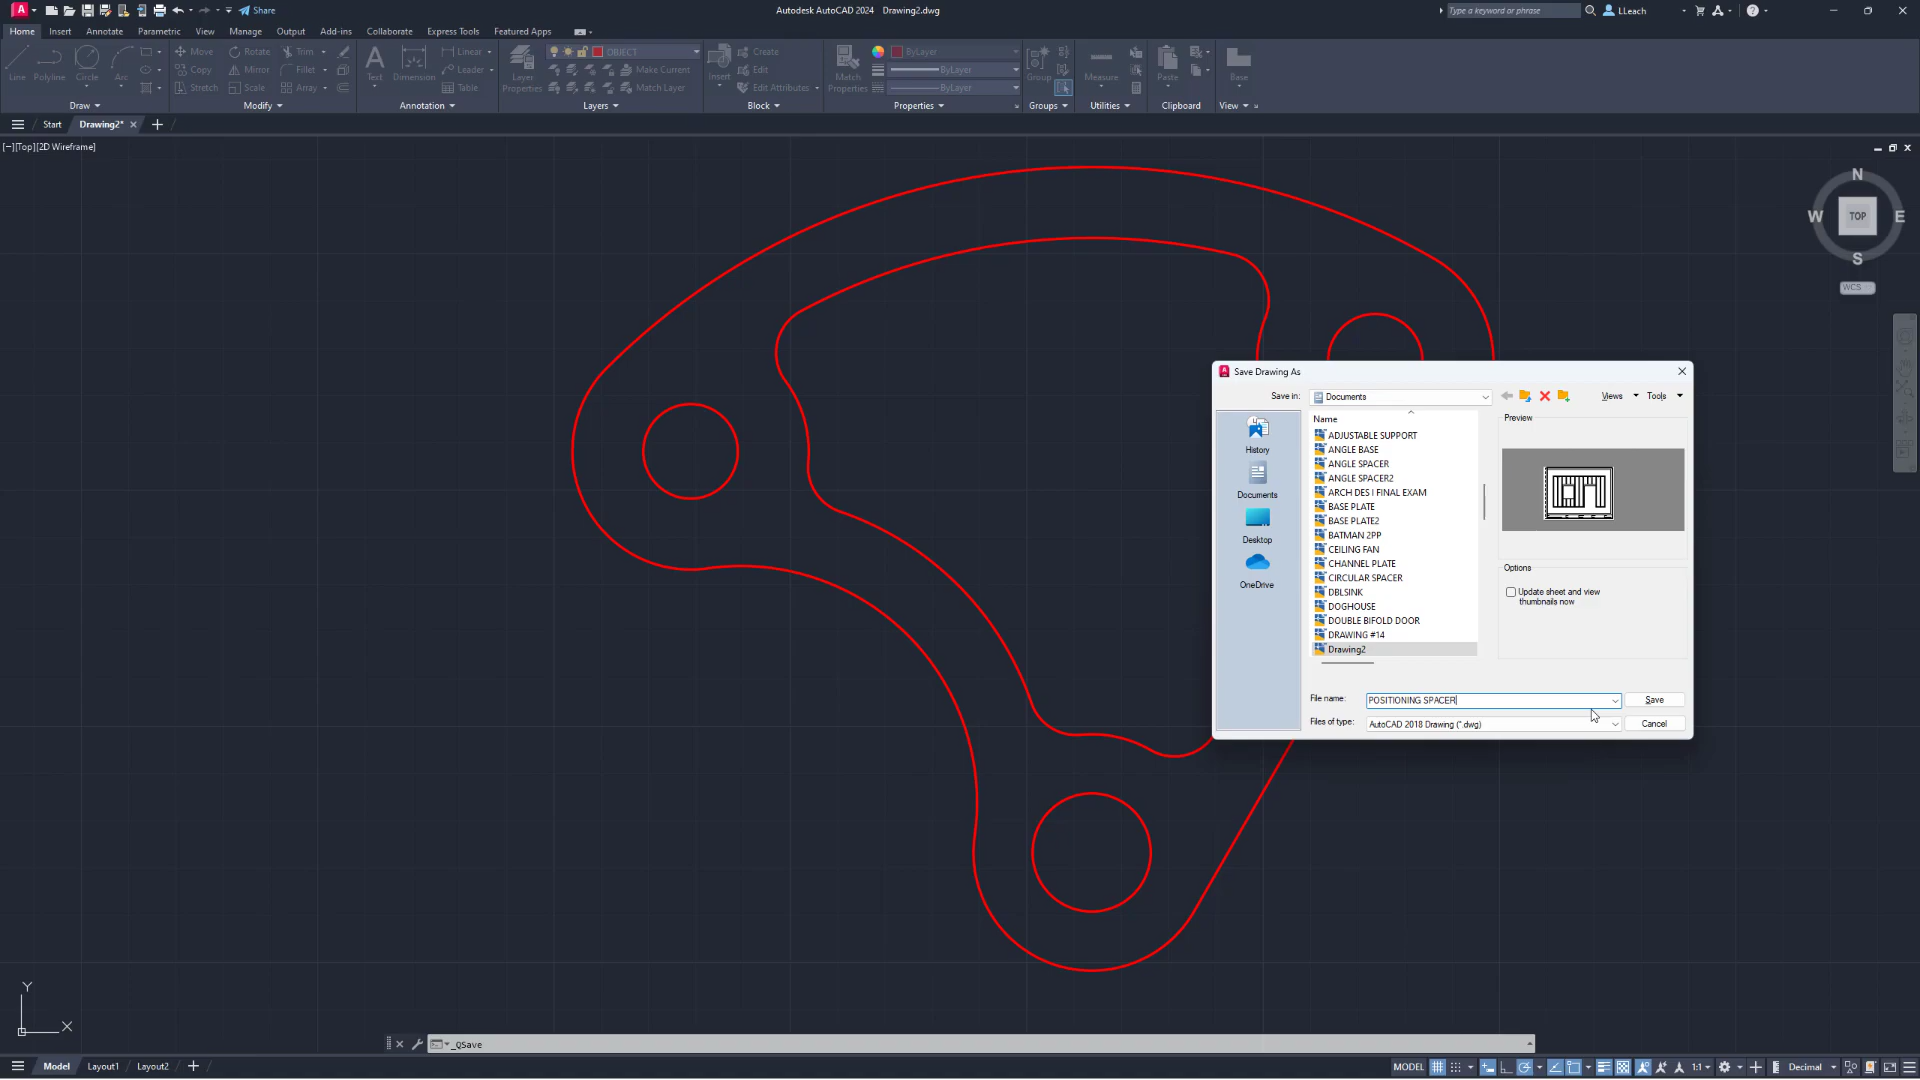 Share
Autodesk AutoCAD 2024 Drawing2.dwg
Type a keyword or phrase
LLeach
Home Insert Annotate Parametric View Manage Output Add-ins Collaborate Express Tools Featured Apps
Line Polyline Circle Arc
Move Rotate Trim
Copy Mirror Fillet
Stretch Scale Array
Text Dimension
Linear
Leader
Table
Layer Properties
OBJECT
Make Current
Match Layer
Insert
Create
Edit
Edit Attributes
Match Properties
ByLayer
ByLayer
ByLayer
Group
Measure
Paste
Base
Draw Modify Annotation Layers Block Properties Groups Utilities Clipboard View
Start Drawing2*
[−][Top][2D Wireframe]
N
W TOP E
S
WCS
Save Drawing As
Save in: Documents
Views Tools
History
Documents
Desktop
OneDrive
Name
ADJUSTABLE SUPPORT
ANGLE BASE
ANGLE SPACER
ANGLE SPACER2
ARCH DES I FINAL EXAM
BASE PLATE
BASE PLATE2
BATMAN 2PP
CEILING FAN
CHANNEL PLATE
CIRCULAR SPACER
DBLSINK
DOGHOUSE
DOUBLE BIFOLD DOOR
DRAWING #14
Drawing2
Preview
Options
Update sheet and view
thumbnails now
File name: POSITIONING SPACER
Save
Files of type: AutoCAD 2018 Drawing (*.dwg)
Cancel
Y
X
_QSave
Model Layout1 Layout2
MODEL
1:1
Decimal